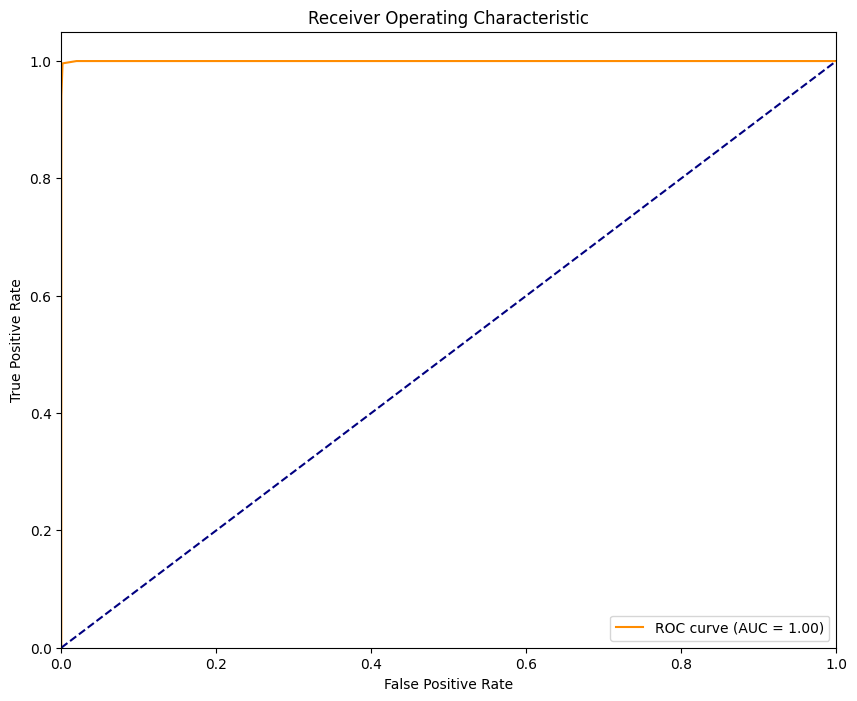 Receiver Operating Characteristic
True Positive Rate
1.0
0.8
0.6
0.4
0.2
0.0
0.0 0.2 0.4 0.6 0.8 1.0
False Positive Rate
ROC curve (AUC = 1.00)